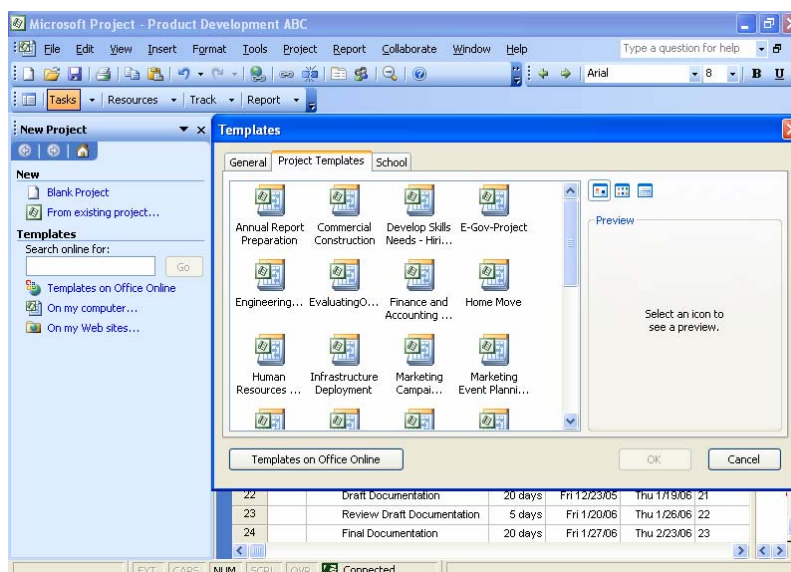 Microsoft Project - Product Development ABC
File Edit View Insert Format Tools Project Report Collaborate Window Help Type a question for help
Arial 8 B U
Tasks Resources Track Report
New Project
New
Blank Project
From existing project...
Templates
Search online for:
Go
Templates on Office Online
On my computer...
On my Web sites...
Templates
General Project Templates School
Annual Report Preparation
Commercial Construction
Develop Skills Needs - Hiri...
E-Gov-Project
Engineering...
EvaluatingO...
Finance and Accounting ...
Home Move
Human Resources ...
Infrastructure Deployment
Marketing Campai...
Marketing Event Planni...
Preview
Select an icon to
see a preview.
Templates on Office Online OK Cancel
22 Draft Documentation 20 days Fri 12/23/05 Thu 1/19/06 21
23 Review Draft Documentation 5 days Fri 1/20/06 Thu 1/26/06 22
24 Final Documentation 20 days Fri 1/27/06 Thu 2/23/06 23
EXT CAPS NUM SCRL OVR Connected